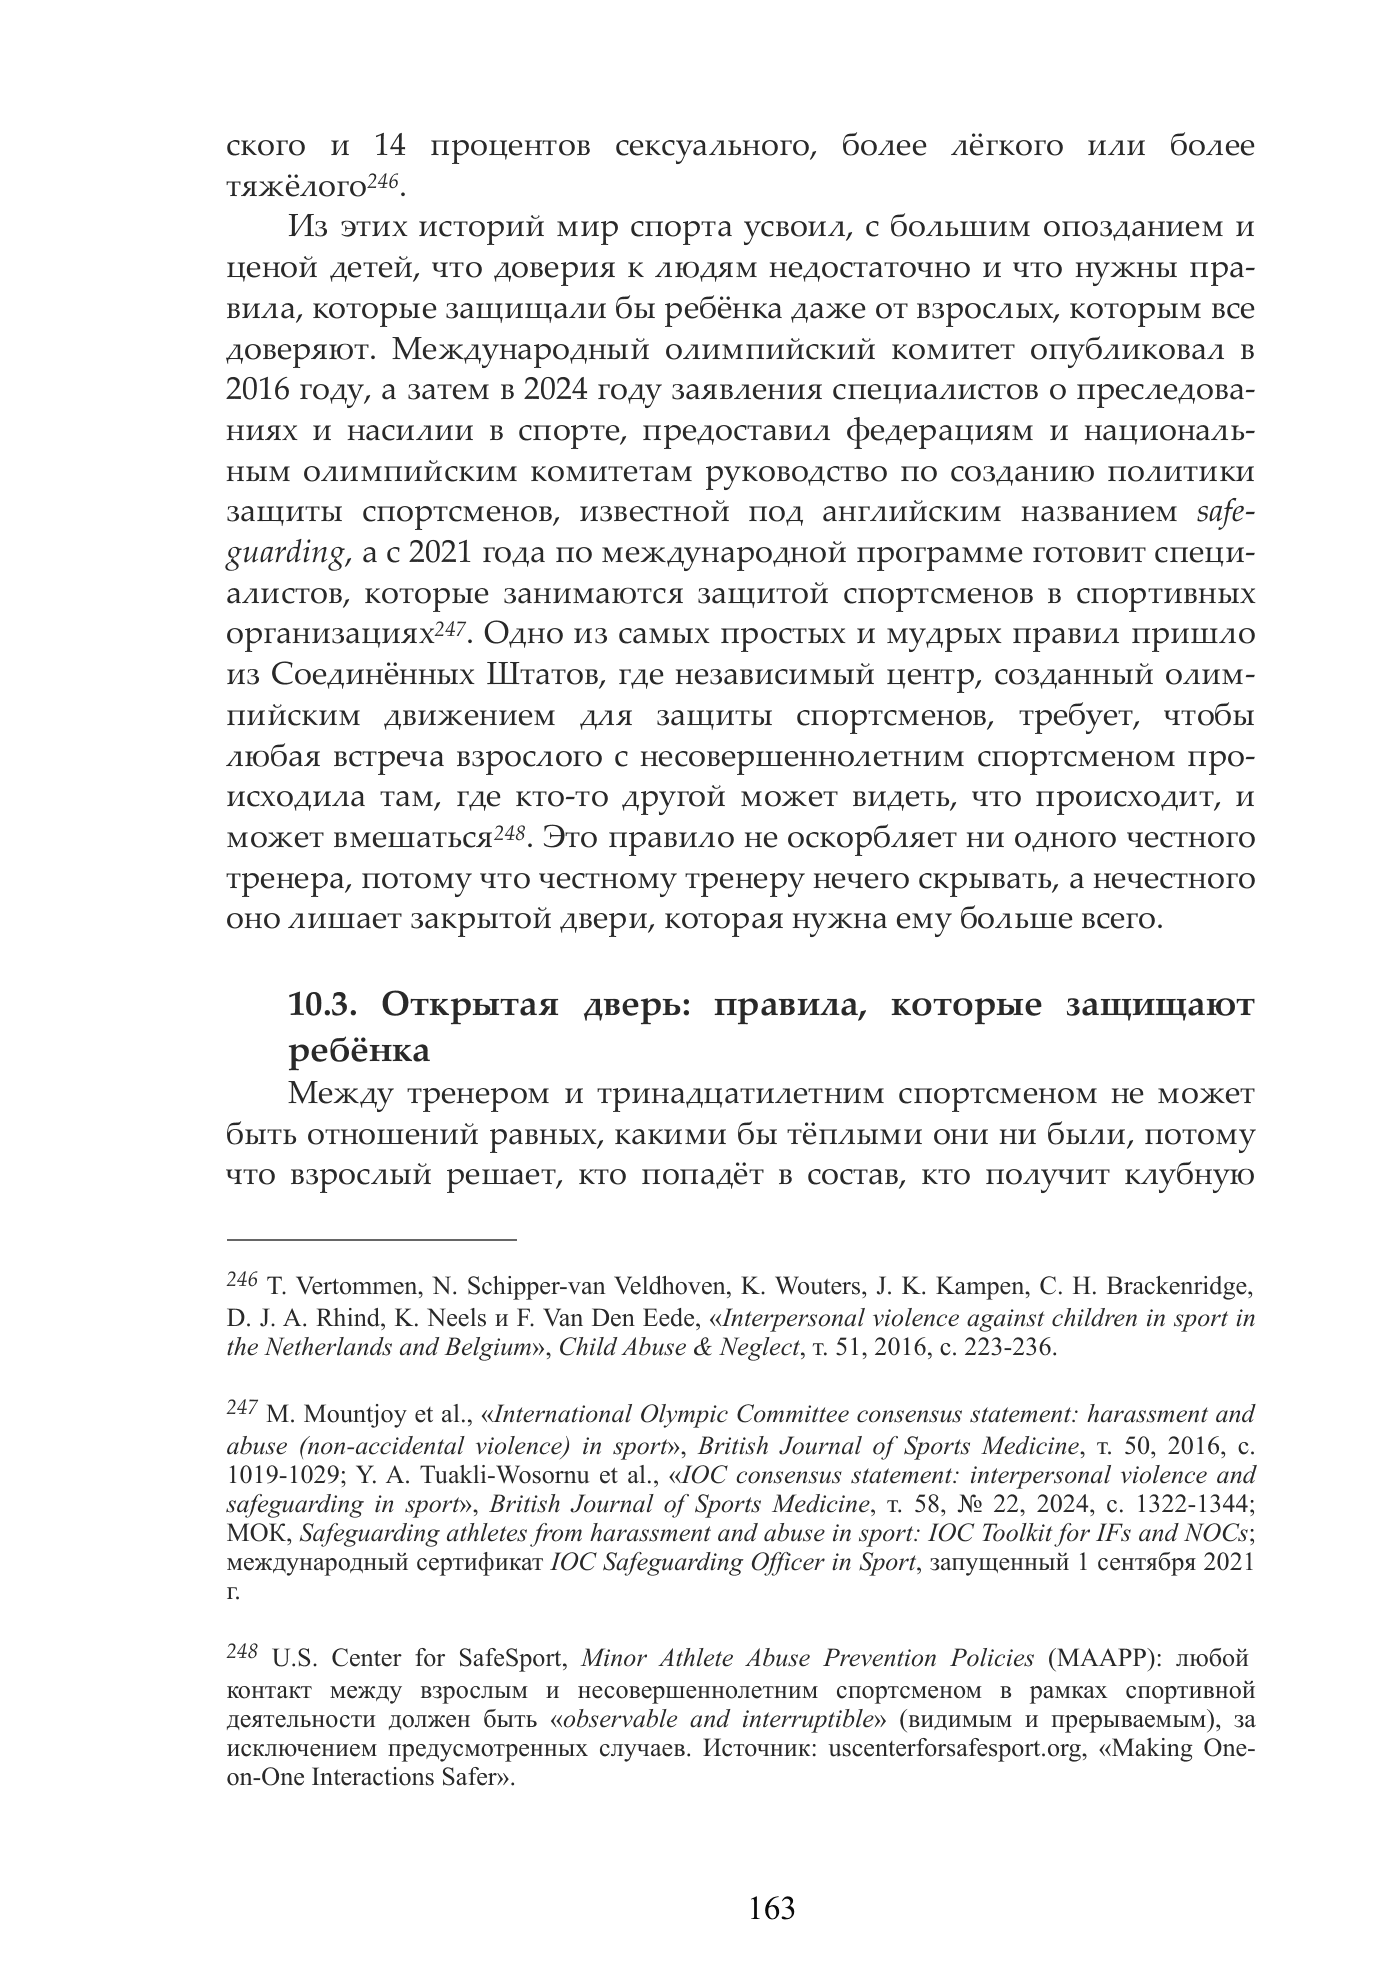 ского и 14 процентов сексуального, более лёгкого или более
тяжёлого246.
Из этих историй мир спорта усвоил, с большим опозданием и
ценой детей, что доверия к людям недостаточно и что нужны пра-
вила, которые защищали бы ребёнка даже от взрослых, которым все
доверяют. Международный олимпийский комитет опубликовал в
2016 году, а затем в 2024 году заявления специалистов о преследова-
ниях и насилии в спорте, предоставил федерациям и националь-
ным олимпийским комитетам руководство по созданию политики
защиты спортсменов, известной под английским названием safe-
guarding, а с 2021 года по международной программе готовит специ-
алистов, которые занимаются защитой спортсменов в спортивных
организациях247. Одно из самых простых и мудрых правил пришло
из Соединённых Штатов, где независимый центр, созданный олим-
пийским движением для защиты спортсменов, требует, чтобы
любая встреча взрослого с несовершеннолетним спортсменом про-
исходила там, где кто-то другой может видеть, что происходит, и
может вмешаться248. Это правило не оскорбляет ни одного честного
тренера, потому что честному тренеру нечего скрывать, а нечестного
оно лишает закрытой двери, которая нужна ему больше всего.
10.3. Открытая дверь: правила, которые защищают
ребёнка
Между тренером и тринадцатилетним спортсменом не может
быть отношений равных, какими бы тёплыми они ни были, потому
что взрослый решает, кто попадёт в состав, кто получит клубную
246 T. Vertommen, N. Schipper-van Veldhoven, K. Wouters, J. K. Kampen, C. H. Brackenridge,
D. J. A. Rhind, K. Neels и F. Van Den Eede, «Interpersonal violence against children in sport in
the Netherlands and Belgium», Child Abuse & Neglect, т. 51, 2016, с. 223-236.
247 M. Mountjoy et al., «International Olympic Committee consensus statement: harassment and
abuse (non-accidental violence) in sport», British Journal of Sports Medicine, т. 50, 2016, с.
1019-1029; Y. A. Tuakli-Wosornu et al., «IOC consensus statement: interpersonal violence and
safeguarding in sport», British Journal of Sports Medicine, т. 58, № 22, 2024, с. 1322-1344;
МОК, Safeguarding athletes from harassment and abuse in sport: IOC Toolkit for IFs and NOCs;
международный сертификат IOC Safeguarding Officer in Sport, запущенный 1 сентября 2021
г.
248 U.S. Center for SafeSport, Minor Athlete Abuse Prevention Policies (MAAPP): любой
контакт между взрослым и несовершеннолетним спортсменом в рамках спортивной
деятельности должен быть «observable and interruptible» (видимым и прерываемым), за
исключением предусмотренных случаев. Источник: uscenterforsafesport.org, «Making One-
on-One Interactions Safer».
163